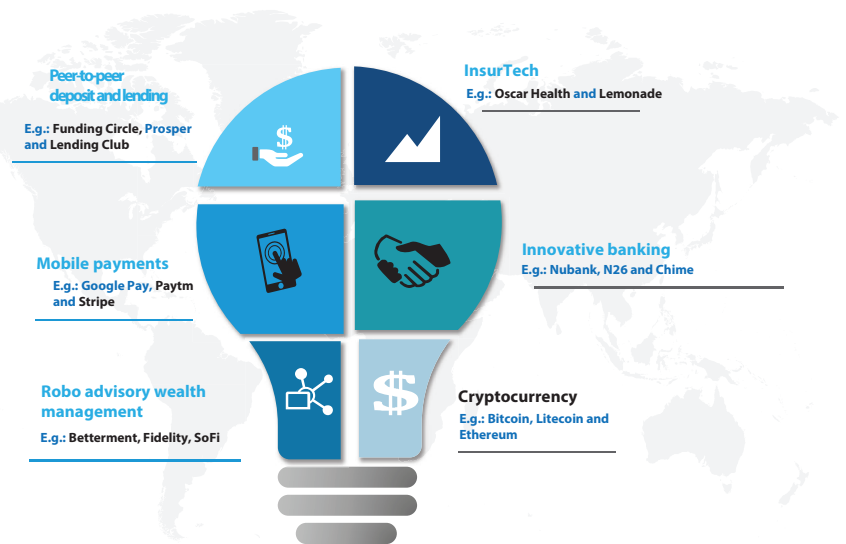 Peer-to-peer
deposit and lending
E.g.: Funding Circle, Prosper
and Lending Club
InsurTech
E.g.: Oscar Health and Lemonade
$
Mobile payments
E.g.: Google Pay, Paytm
and Stripe
Innovative banking
E.g.: Nubank, N26 and Chime
Robo advisory wealth
management
E.g.: Betterment, Fidelity, SoFi
$
Cryptocurrency
E.g.: Bitcoin, Litecoin and
Ethereum